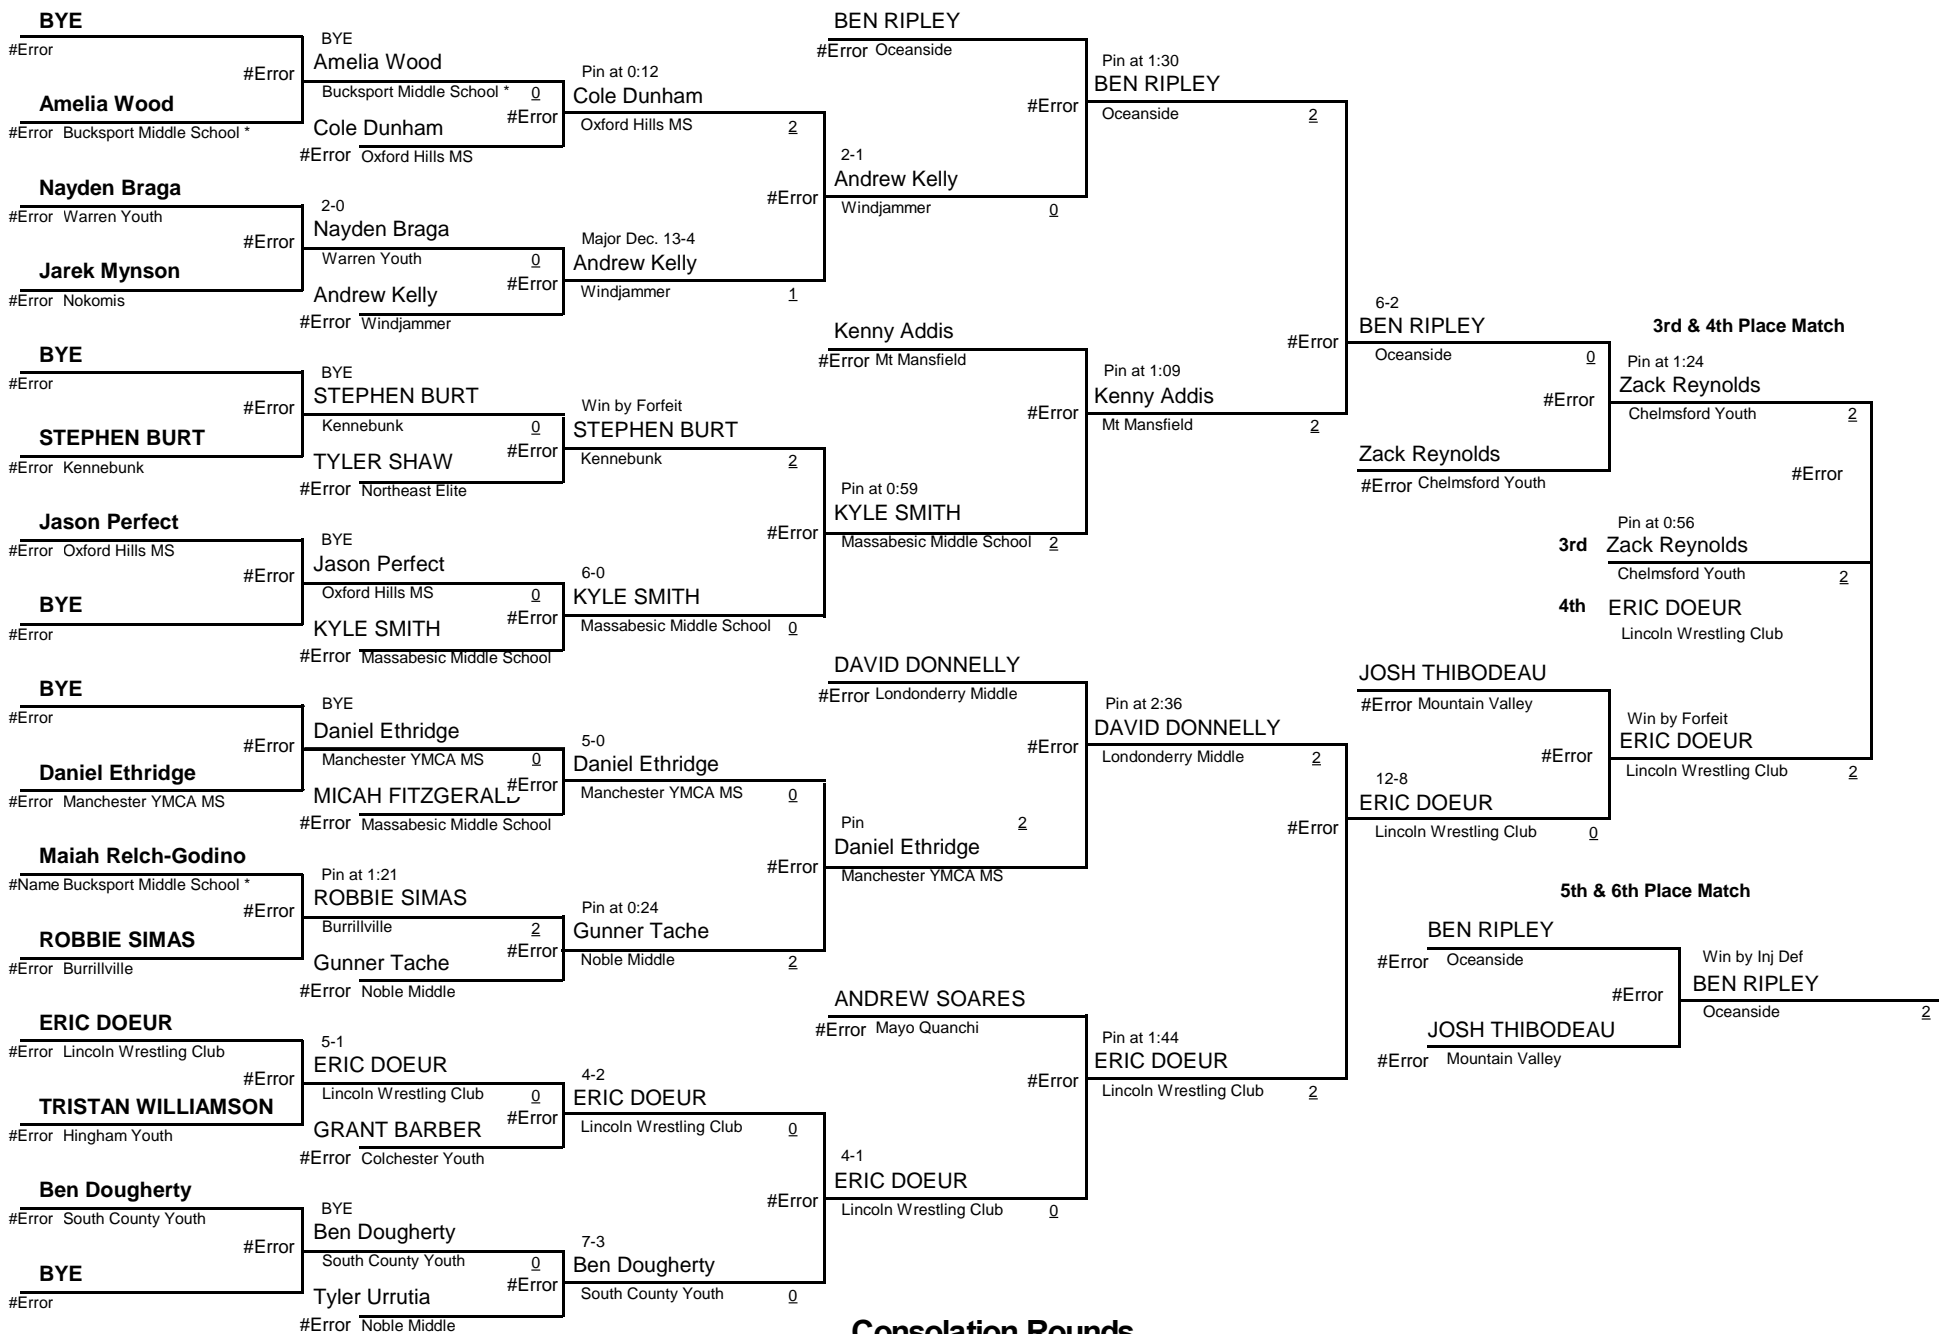 BYE
#Error
#Error
Amelia Wood
#Error Bucksport Middle School *
Nayden Braga
#Error Warren Youth
#Error
Jarek Mynson
#Error Nokomis
BYE
#Error
#Error
STEPHEN BURT
#Error Kennebunk
Jason Perfect
#Error Oxford Hills MS
#Error
BYE
#Error
BYE
#Error
#Error
Daniel Ethridge
#Error Manchester YMCA MS
Maiah Relch-Godino
#Name Bucksport Middle School *
#Error
ROBBIE SIMAS
#Error Burrillville
ERIC DOEUR
#Error Lincoln Wrestling Club
#Error
TRISTAN WILLIAMSON
#Error Hingham Youth
Ben Dougherty
#Error South County Youth
#Error
BYE
#Error
BYE
Amelia Wood
Bucksport Middle School * 0
#Error
Cole Dunham
#Error Oxford Hills MS
2-0
Nayden Braga
Warren Youth 0
#Error
Andrew Kelly
#Error Windjammer
BYE
STEPHEN BURT
Kennebunk 0
#Error
TYLER SHAW
#Error Northeast Elite
BYE
Jason Perfect
Oxford Hills MS 0
#Error
KYLE SMITH
#Error Massabesic Middle School
BYE
Daniel Ethridge
Manchester YMCA MS 0
#Error
MICAH FITZGERALD
#Error Massabesic Middle School
Pin at 1:21
ROBBIE SIMAS
Burrillville 2
#Error
Gunner Tache
#Error Noble Middle
5-1
ERIC DOEUR
Lincoln Wrestling Club 0
#Error
GRANT BARBER
#Error Colchester Youth
BYE
Ben Dougherty
South County Youth 0
#Error
Tyler Urrutia
#Error Noble Middle
Pin at 0:12
Cole Dunham
Oxford Hills MS 2
#Error
Major Dec. 13-4
Andrew Kelly
Windjammer 1
Win by Forfeit
STEPHEN BURT
Kennebunk 2
#Error
6-0
KYLE SMITH
Massabesic Middle School 0
5-0
Daniel Ethridge
Manchester YMCA MS 0
#Error
Pin at 0:24
Gunner Tache
Noble Middle 2
4-2
ERIC DOEUR
Lincoln Wrestling Club 0
#Error
7-3
Ben Dougherty
South County Youth 0
BEN RIPLEY
#Error Oceanside
#Error
2-1
Andrew Kelly
Windjammer 0
Kenny Addis
#Error Mt Mansfield
#Error
Pin at 0:59
KYLE SMITH
Massabesic Middle School 2
DAVID DONNELLY
#Error Londonderry Middle
#Error
Pin 2
Daniel Ethridge
Manchester YMCA MS
ANDREW SOARES
#Error Mayo Quanchi
#Error
4-1
ERIC DOEUR
Lincoln Wrestling Club 0
Pin at 1:30
BEN RIPLEY
Oceanside 2
#Error
Pin at 1:09
Kenny Addis
Mt Mansfield 2
Pin at 2:36
DAVID DONNELLY
Londonderry Middle 2
#Error
Pin at 1:44
ERIC DOEUR
Lincoln Wrestling Club 2
6-2
BEN RIPLEY
Oceanside 0
#Error
Zack Reynolds
#Error Chelmsford Youth
JOSH THIBODEAU
#Error Mountain Valley
#Error
12-8
ERIC DOEUR
Lincoln Wrestling Club 0
3rd & 4th Place Match
Pin at 1:24
Zack Reynolds
Chelmsford Youth 2
#Error
Pin at 0:56
3rd Zack Reynolds
Chelmsford Youth 2
4th ERIC DOEUR
Lincoln Wrestling Club
Win by Forfeit
ERIC DOEUR
Lincoln Wrestling Club 2
5th & 6th Place Match
BEN RIPLEY
#Error Oceanside
#Error
JOSH THIBODEAU
#Error Mountain Valley
Win by Inj Def
BEN RIPLEY
Oceanside 2
Consolation Rounds